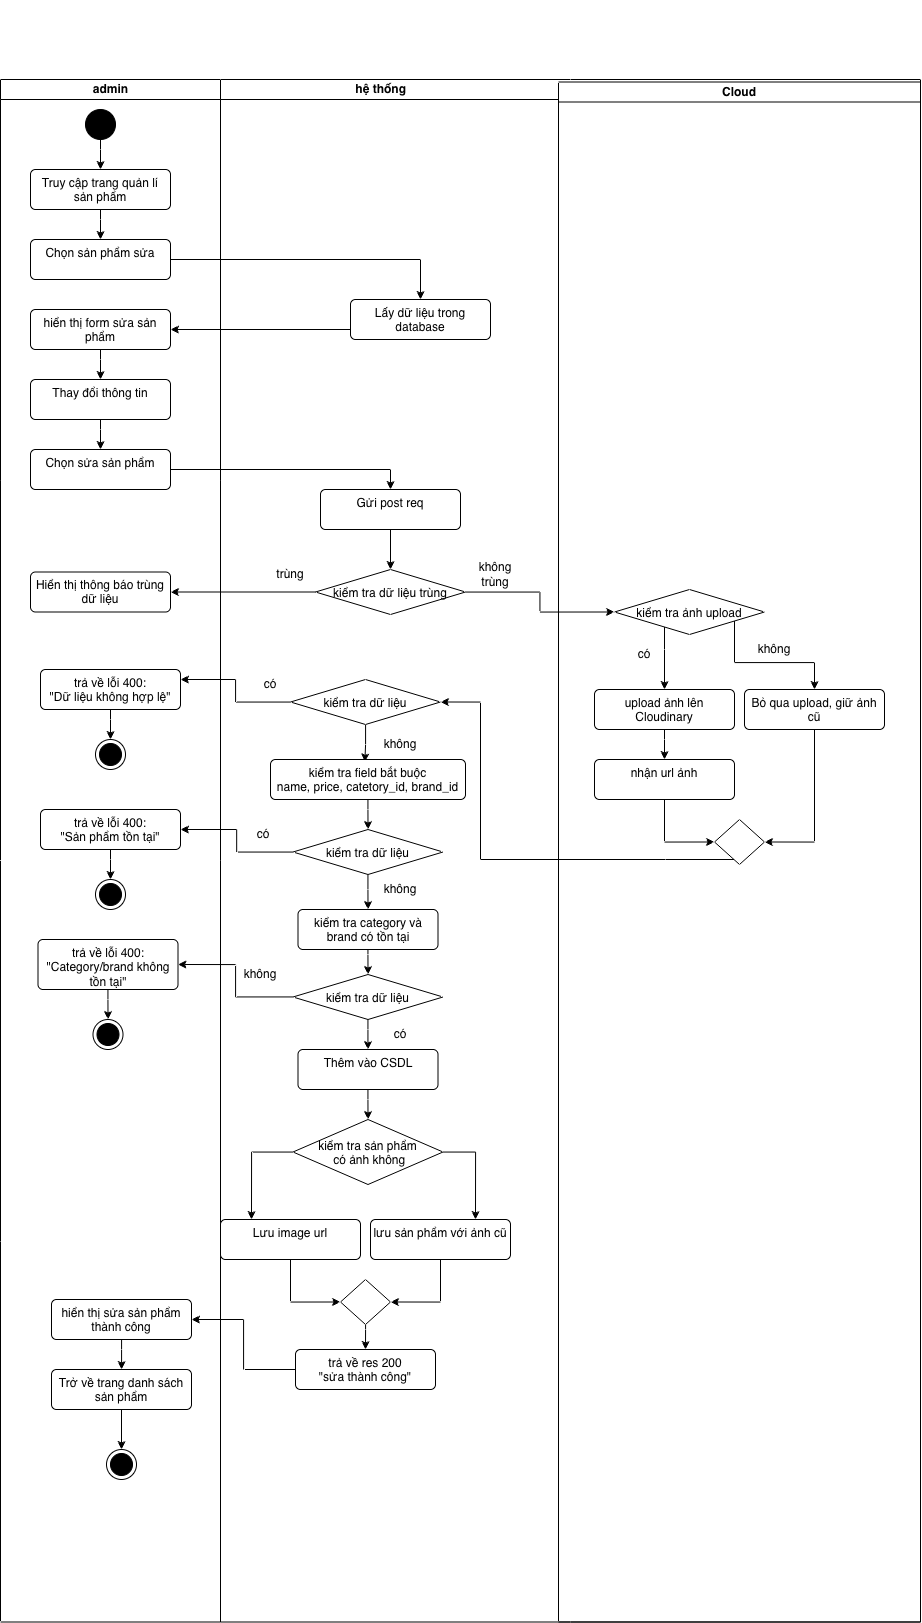 admin
hệ thống
Cloud
Truy cập trang quản lí
sản phẩm
Chọn sản phẩm sửa
Lấy dữ liệu trong
database
hiển thị form sửa sản
phẩm
Thay đổi thông tin
Chọn sửa sản phẩm
Gửi post req
kiểm tra dữ liệu trùng
trùng
không
trùng
Hiển thị thông báo trùng
dữ liệu
kiểm tra ảnh upload
có
không
upload ảnh lên
Cloudinary
Bỏ qua upload, giữ ảnh
cũ
nhận url ảnh
kiểm tra dữ liệu
có
trả về lỗi 400:
"Dữ liệu không hợp lệ"
không
kiểm tra field bắt buộc
name, price, catetory_id, brand_id
kiểm tra dữ liệu
có
trả về lỗi 400:
"Sản phẩm tồn tại"
không
kiểm tra category và
brand có tồn tại
kiểm tra dữ liệu
không
trả về lỗi 400:
"Category/brand không
tồn tại"
có
Thêm vào CSDL
kiểm tra sản phẩm
có ảnh không
Lưu image url
lưu sản phẩm với ảnh cũ
trả về res 200
"sửa thành công"
hiển thị sửa sản phẩm
thành công
Trở về trang danh sách
sản phẩm